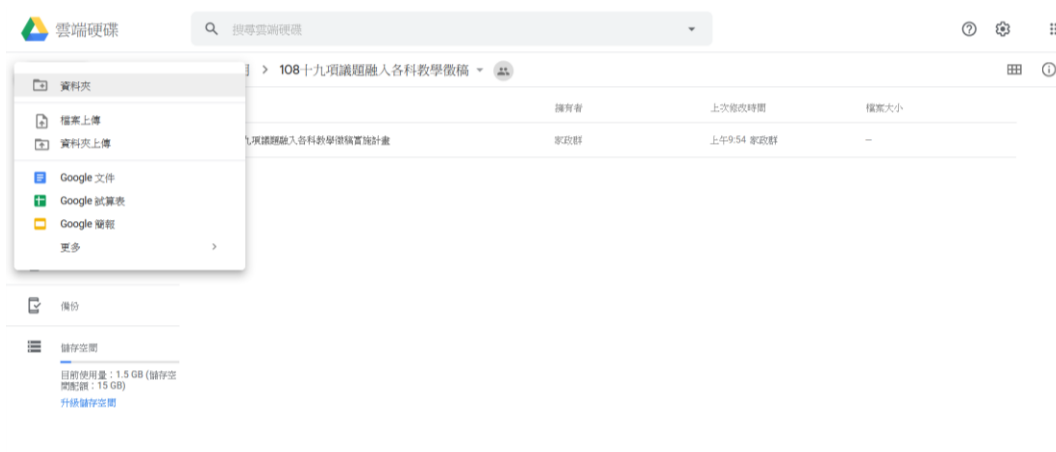 雲端硬碟
搜尋雲端硬碟
108十九項議題融入各科教學徵稿
資料夾
檔案上傳
資料夾上傳
Google 文件
Google 試算表
Google 簡報
更多
擁有者
上次修改時間
檔案大小
項議題融入各科教學徵稿實施計畫
家政群
上午9:54 家政群
—
備份
儲存空間
目前使用量：1.5 GB (儲存空
間配額：15 GB)
升級儲存空間